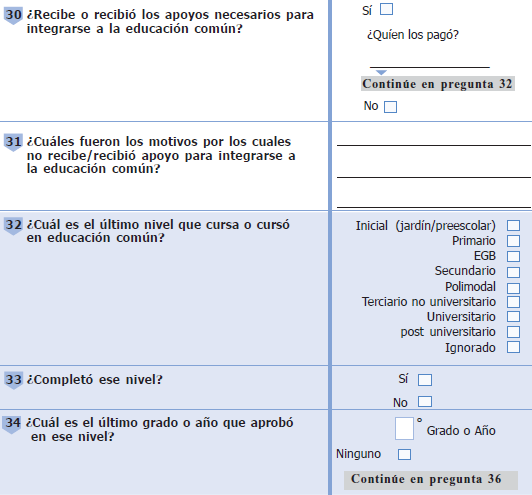 30 ¿Recibe o recibió los apoyos necesarios para
integrarse a la educación común?
Sí
¿Quíen los pagó?
Continúe en pregunta 32
No
31 ¿Cuáles fueron los motivos por los cuales
no recibe/recibió apoyo para integrarse a
la educación común?
32 ¿Cuál es el último nivel que cursa o cursó
en educación común?
Inicial (jardín/preescolar)
Primario
EGB
Secundario
Polimodal
Terciario no universitario
Universitario
post universitario
Ignorado
33 ¿Completó ese nivel?
Sí
No
34 ¿Cuál es el último grado o año que aprobó
en ese nivel?
° Grado o Año
Ninguno
Continúe en pregunta 36